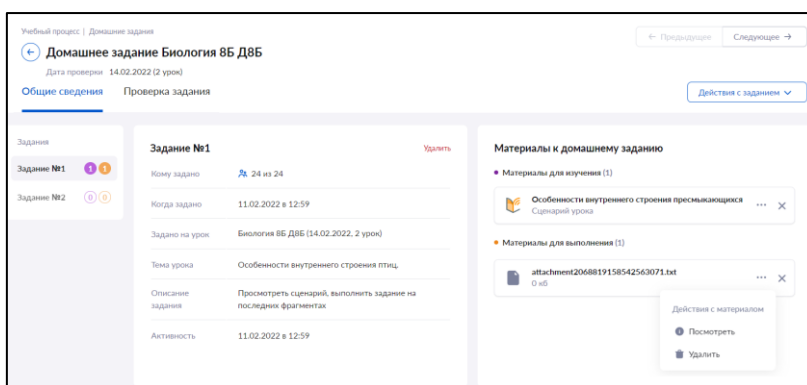 Учебный процесс | Домашние задания
← Предыдущее Следующее →
Домашнее задание Биология 8Б Д8Б
Дата проверки 14.02.2022 (2 урок)
Общие сведения Проверка задания
Действия с заданием
Задания
Задание №1 1 1
Задание №2 0 0
Задание №1 Удалить
Кому задано 24 из 24
Когда задано 11.02.2022 в 12:59
Задано на урок Биология 8Б Д8Б (14.02.2022, 2 урок)
Тема урока Особенности внутреннего строения птиц.
Описание задания Просмотреть сценарий, выполнить задание на
последних фрагментах
Активность 11.02.2022 в 12:59
Материалы к домашнему заданию
Материалы для изучения (1)
Особенности внутреннего строения пресмыкающихся
Сценарий урока
Материалы для выполнения (1)
attachment2068819158542563071.txt
0 кб
Действия с материалом
Посмотреть
Удалить